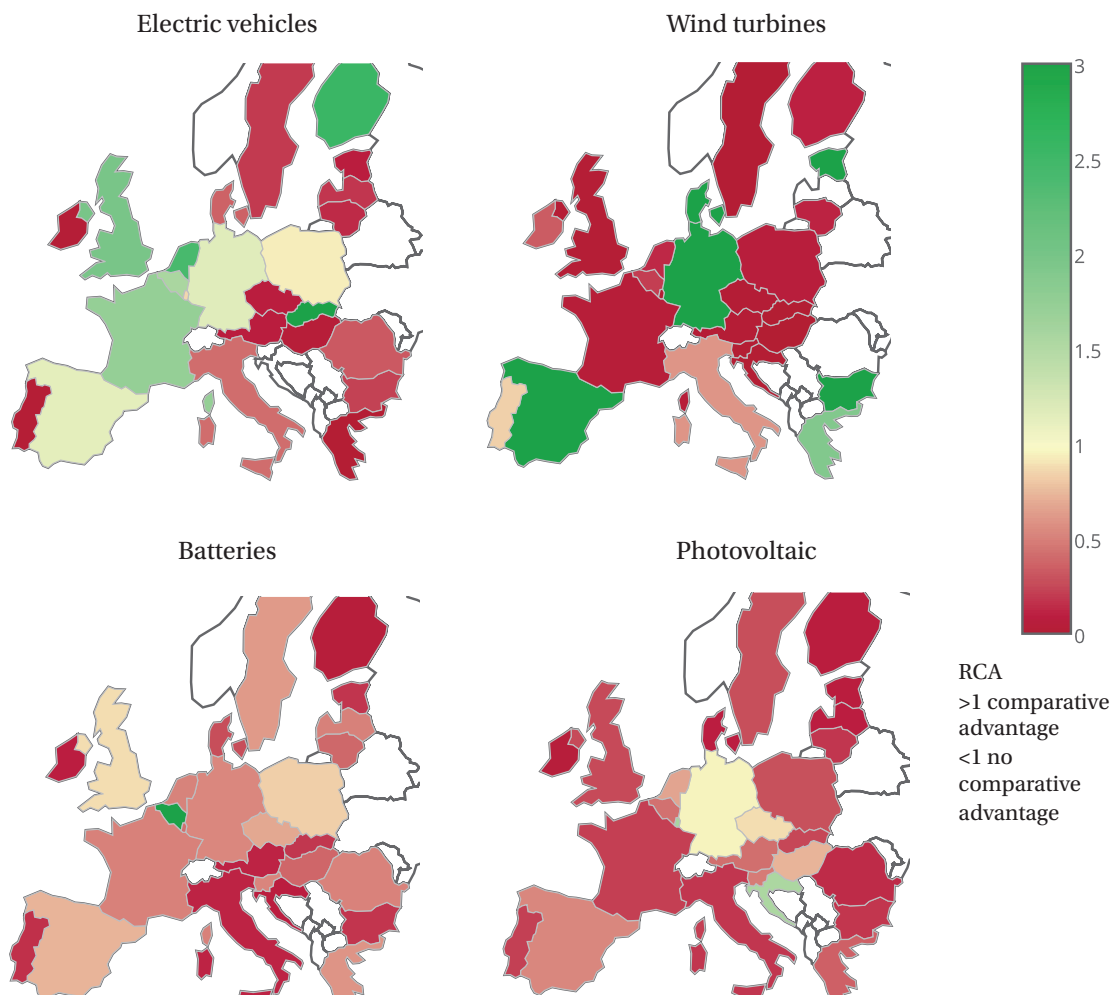 Electric vehicles
Wind turbines
3
2.5
2
1.5
1
0.5
0
Batteries
Photovoltaic
RCA
>1 comparative
advantage
<1 no
comparative
advantage